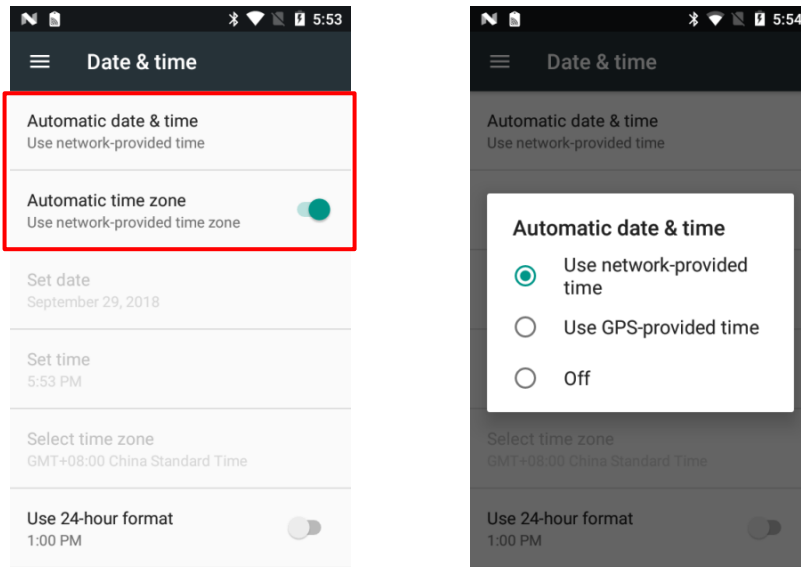 5:53
Date & time
Automatic date & time
Use network-provided time
Automatic time zone
Use network-provided time zone
Set date
September 29, 2018
Set time
5:53 PM
Select time zone
GMT+08:00 China Standard Time
Use 24-hour format
1:00 PM
5:54
Date & time
Automatic date & time
Use network-provided time
Automatic date & time
Use network-provided
time
Use GPS-provided time
Off
Select time zone
GMT+08:00 China Standard Time
Use 24-hour format
1:00 PM